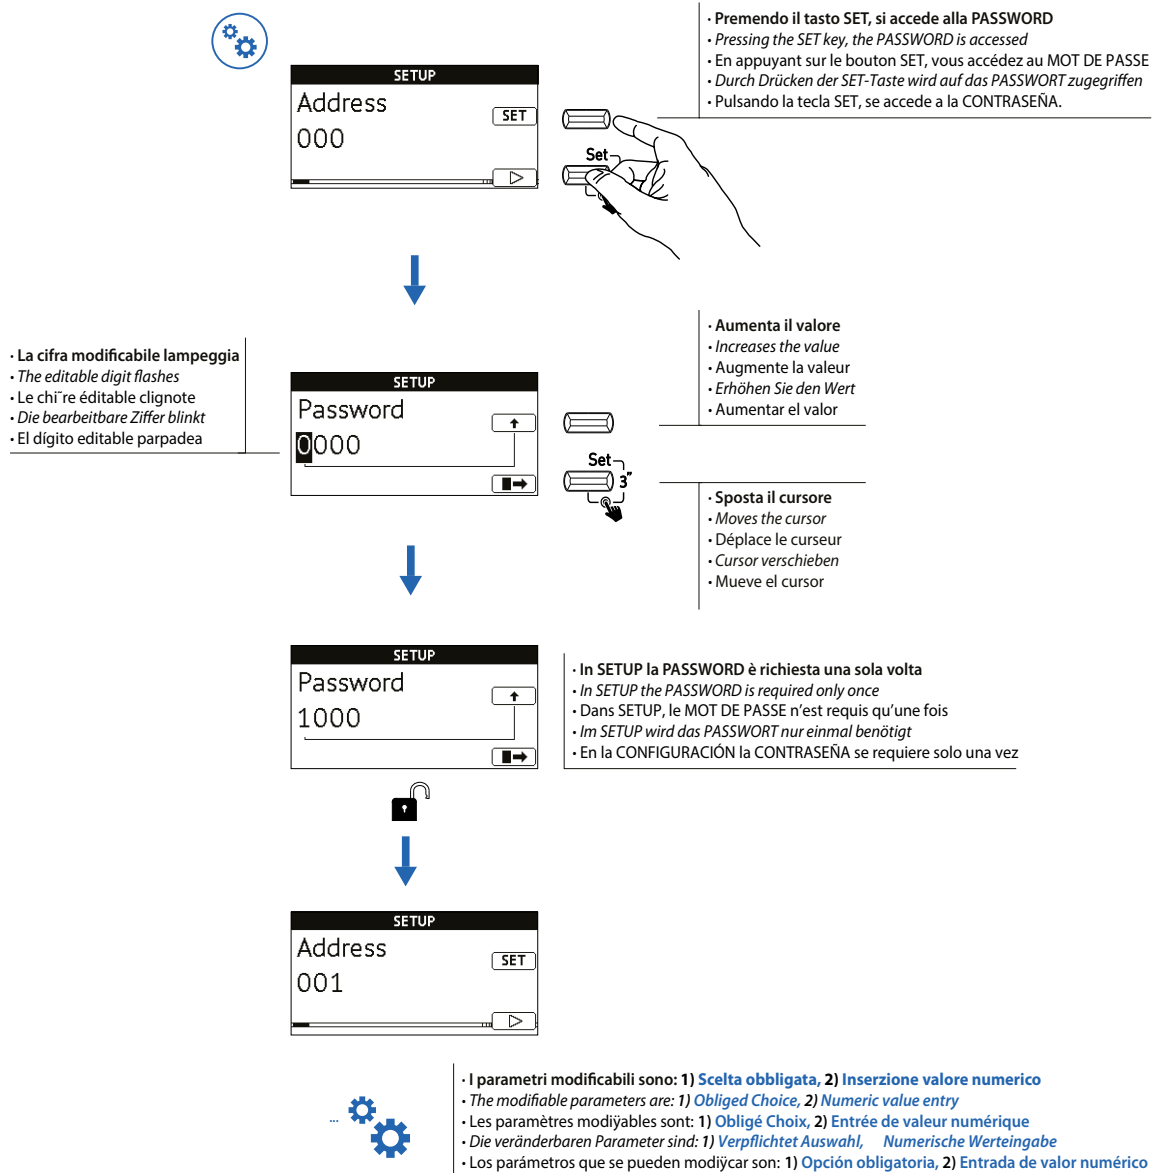 · Premendo il tasto SET, si accede alla PASSWORD
· Pressing the SET key, the PASSWORD is accessed
· En appuyant sur le bouton SET, vous accédez au MOT DE PASSE
· Durch Drücken der SET-Taste wird auf das PASSWORT zugegriffen
· Pulsando la tecla SET, se accede a la CONTRASEÑA.
SETUP
Address
SET
000
Set
· Aumenta il valore
· Increases the value
· Augmente la valeur
· Erhöhen Sie den Wert
· Aumentar el valor
· La cifra modificabile lampeggia
· The editable digit flashes
· Le chi¨re éditable clignote
· Die bearbeitbare Ziffer blinkt
· El dígito editable parpadea
SETUP
Password
0000
Set
3"
· Sposta il cursore
· Moves the cursor
· Déplace le curseur
· Cursor verschieben
· Mueve el cursor
SETUP
Password
1000
· In SETUP la PASSWORD è richiesta una sola volta
· In SETUP the PASSWORD is required only once
· Dans SETUP, le MOT DE PASSE n'est requis qu'une fois
· Im SETUP wird das PASSWORT nur einmal benötigt
· En la CONFIGURACIÓN la CONTRASEÑA se requiere solo una vez
SETUP
Address
SET
001
...
· I parametri modificabili sono: 1) Scelta obbligata, 2) Inserzione valore numerico
· The modifiable parameters are: 1) Obliged Choice, 2) Numeric value entry
· Les paramètres modiÿables sont: 1) Obligé Choix, 2) Entrée de valeur numérique
· Die veränderbaren Parameter sind: 1) Verpflichtet Auswahl, Numerische Werteingabe
· Los parámetros que se pueden modiÿcar son: 1) Opción obligatoria, 2) Entrada de valor numérico